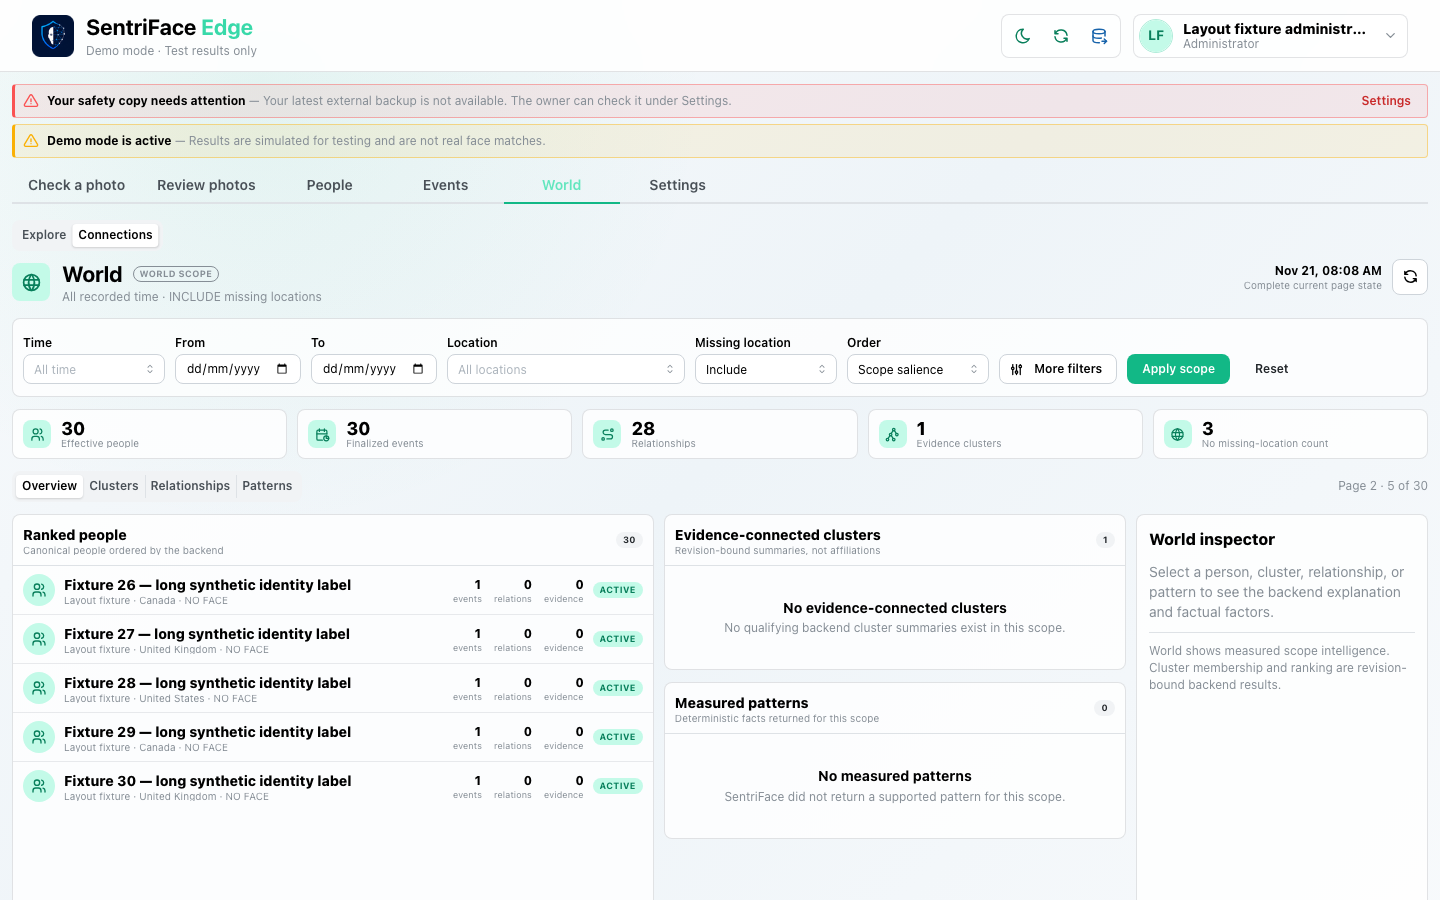 SentriFace Edge
Demo mode · Test results only
LF
Layout fixture administr...
Administrator
Your safety copy needs attention — Your latest external backup is not available. The owner can check it under Settings.
Settings
Demo mode is active — Results are simulated for testing and are not real face matches.
Check a photo
Review photos
People
Events
World
Settings
Explore
Connections
World
WORLD SCOPE
All recorded time · INCLUDE missing locations
Nov 21, 08:08 AM
Complete current page state
Time
From
To
Location
Missing location
Order
All time
dd/mm/yyyy
dd/mm/yyyy
All locations
Include
Scope salience
More filters
Apply scope
Reset
30
Effective people
30
Finalized events
28
Relationships
1
Evidence clusters
3
No missing-location count
Overview
Clusters
Relationships
Patterns
Page 2 · 5 of 30
Ranked people
Canonical people ordered by the backend
30
Fixture 26 — long synthetic identity label
Layout fixture · Canada · NO FACE
1 events
0 relations
0 evidence
ACTIVE
Fixture 27 — long synthetic identity label
Layout fixture · United Kingdom · NO FACE
1 events
0 relations
0 evidence
ACTIVE
Fixture 28 — long synthetic identity label
Layout fixture · United States · NO FACE
1 events
0 relations
0 evidence
ACTIVE
Fixture 29 — long synthetic identity label
Layout fixture · Canada · NO FACE
1 events
0 relations
0 evidence
ACTIVE
Fixture 30 — long synthetic identity label
Layout fixture · United Kingdom · NO FACE
1 events
0 relations
0 evidence
ACTIVE
Evidence-connected clusters
Revision-bound summaries, not affiliations
1
No evidence-connected clusters
No qualifying backend cluster summaries exist in this scope.
Measured patterns
Deterministic facts returned for this scope
0
No measured patterns
SentriFace did not return a supported pattern for this scope.
World inspector
Select a person, cluster, relationship, or
pattern to see the backend explanation
and factual factors.
World shows measured scope intelligence.
Cluster membership and ranking are revision-
bound backend results.